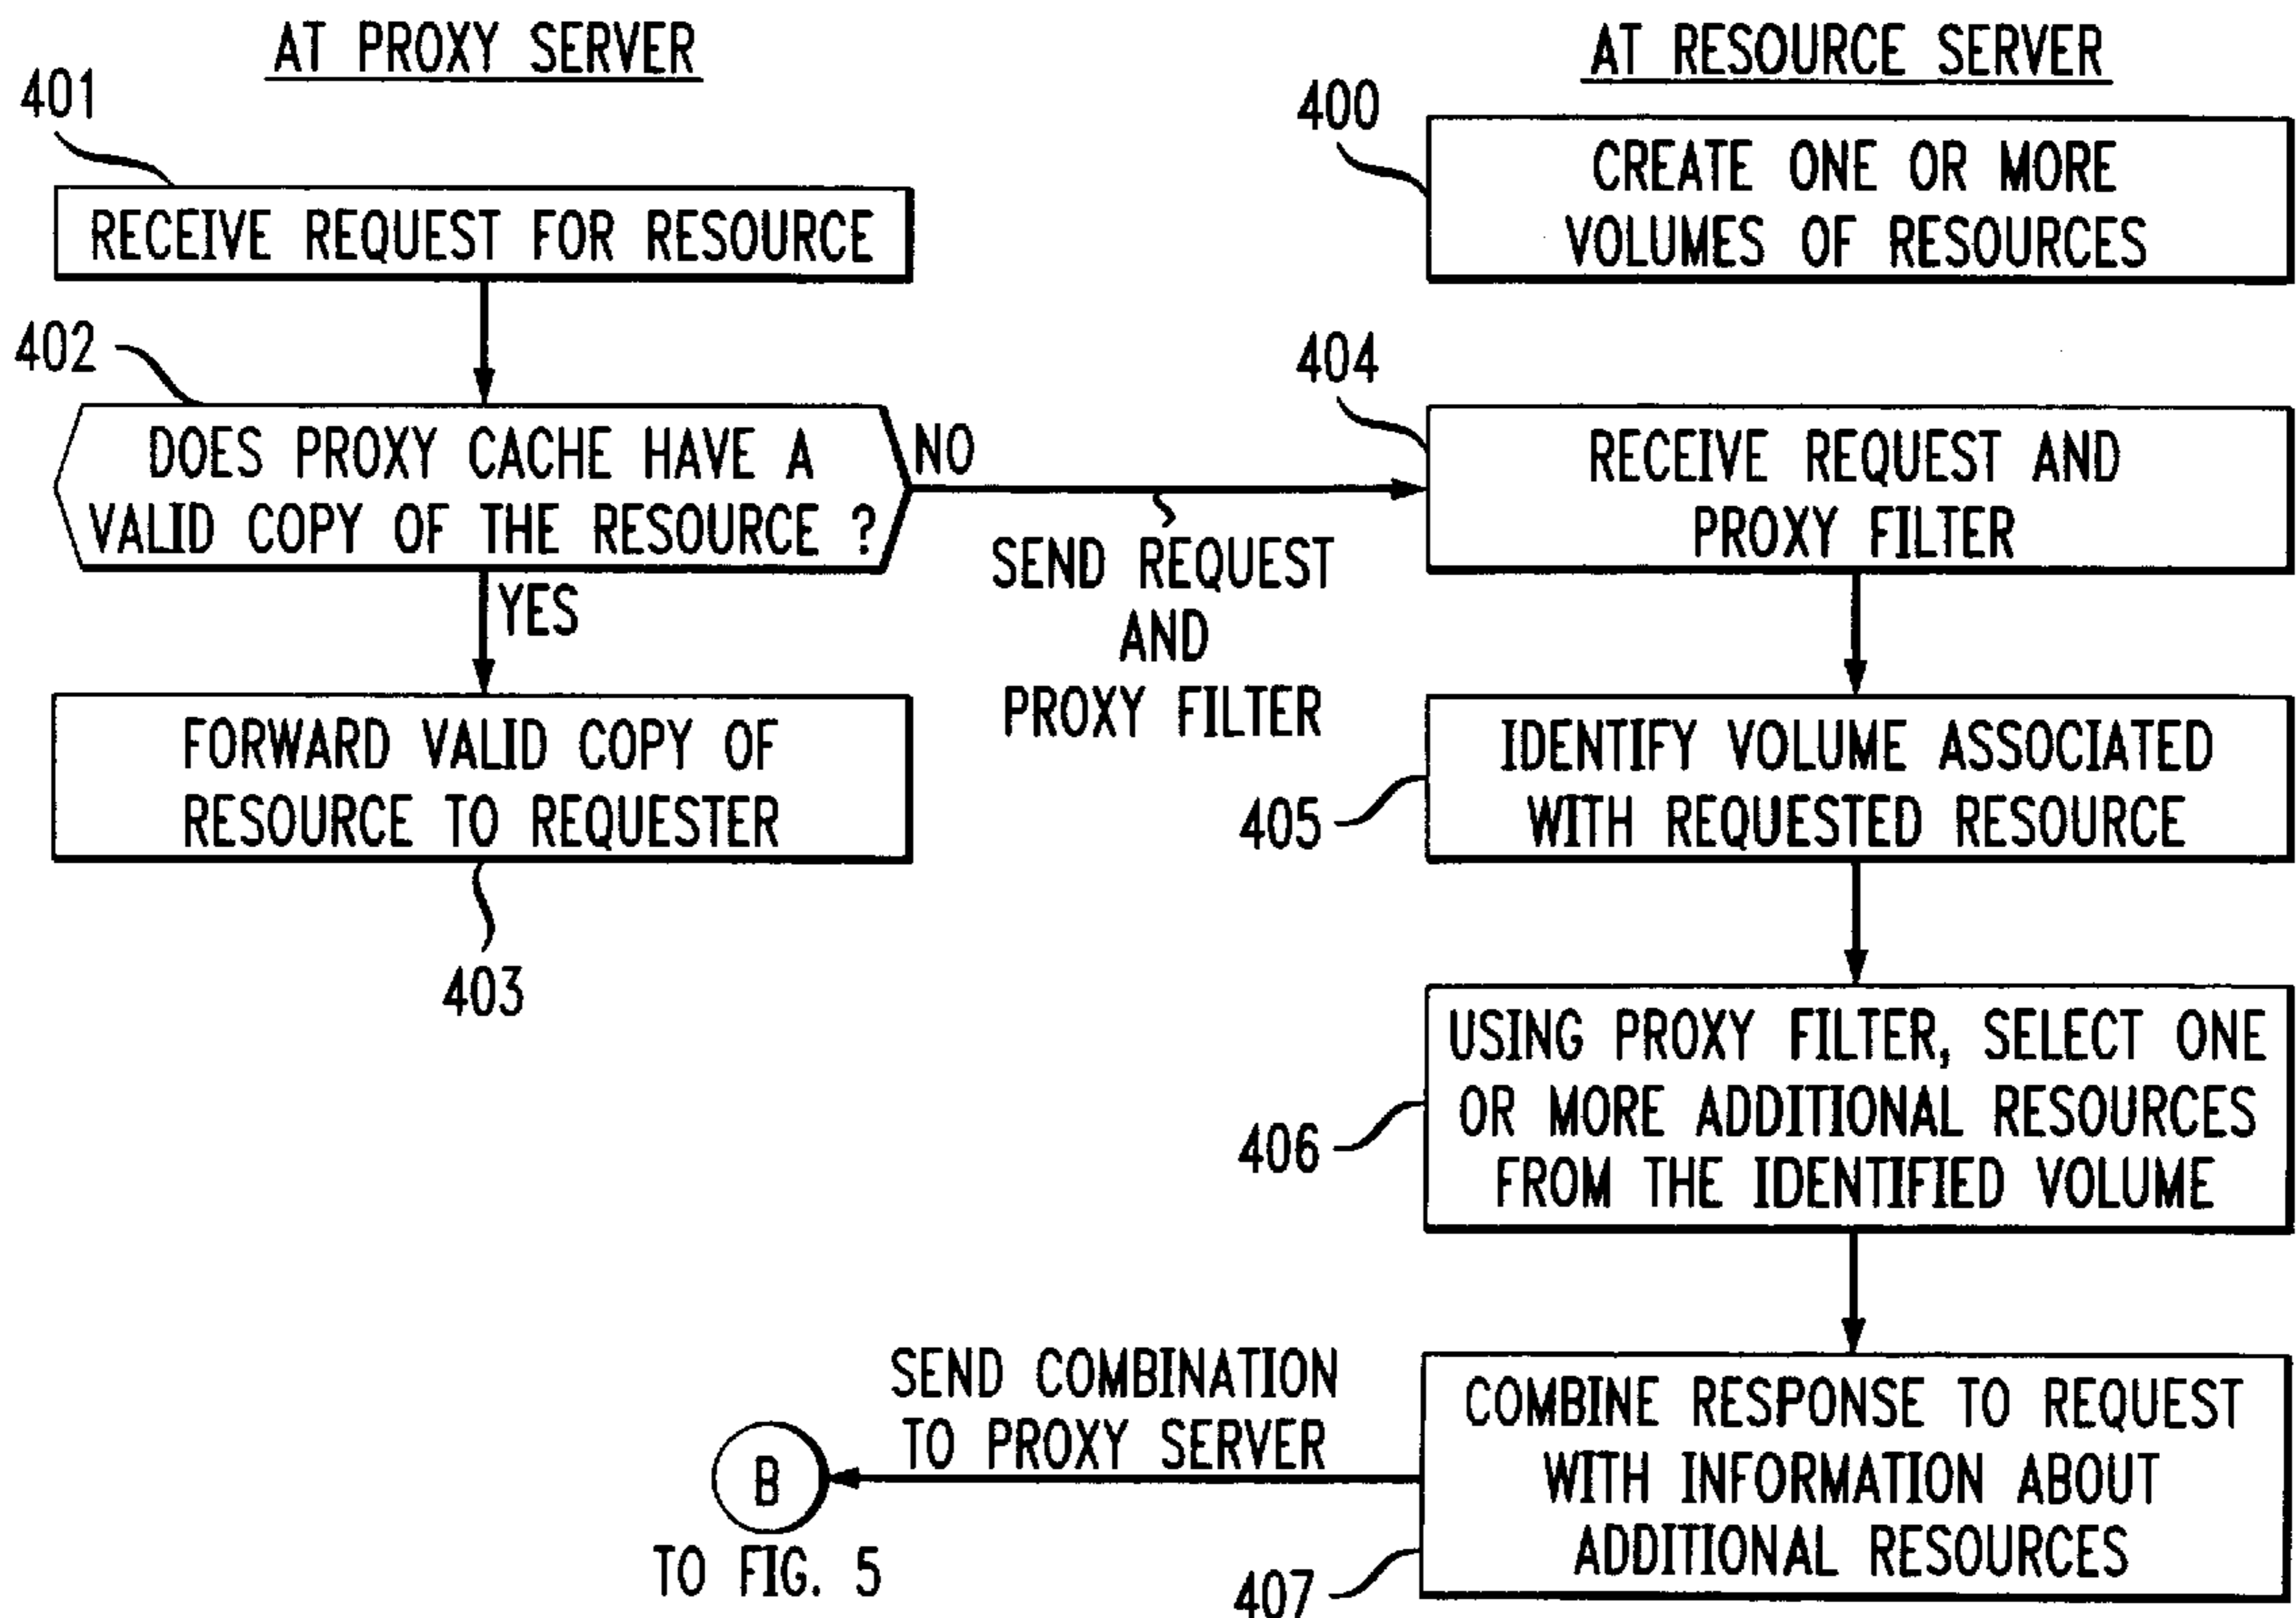 AT PROXY SERVER
401
RECEIVE REQUEST FOR RESOURCE
402
DOES PROXY CACHE HAVE A
VALID COPY OF THE RESOURCE ?
NO
YES
SEND REQUEST
AND
PROXY FILTER
FORWARD VALID COPY OF
RESOURCE TO REQUESTER
403
AT RESOURCE SERVER
400
CREATE ONE OR MORE
VOLUMES OF RESOURCES
404
RECEIVE REQUEST AND
PROXY FILTER
IDENTIFY VOLUME ASSOCIATED
WITH REQUESTED RESOURCE
405
USING PROXY FILTER, SELECT ONE
OR MORE ADDITIONAL RESOURCES
FROM THE IDENTIFIED VOLUME
406
COMBINE RESPONSE TO REQUEST
WITH INFORMATION ABOUT
ADDITIONAL RESOURCES
407
SEND COMBINATION
TO PROXY SERVER
B
TO FIG. 5